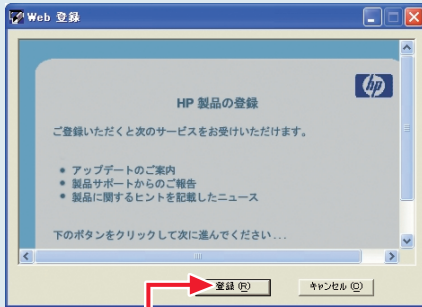 Web 登録
hp
HP 製品の登録
ご登録いただくと次のサービスをお受けいただけます。
• アップデートのご案内
• 製品サポートからのご報告
• 製品に関するヒントを記載したニュース
下のボタンをクリックして次に進んでください...
登録(R) キャンセル(C)